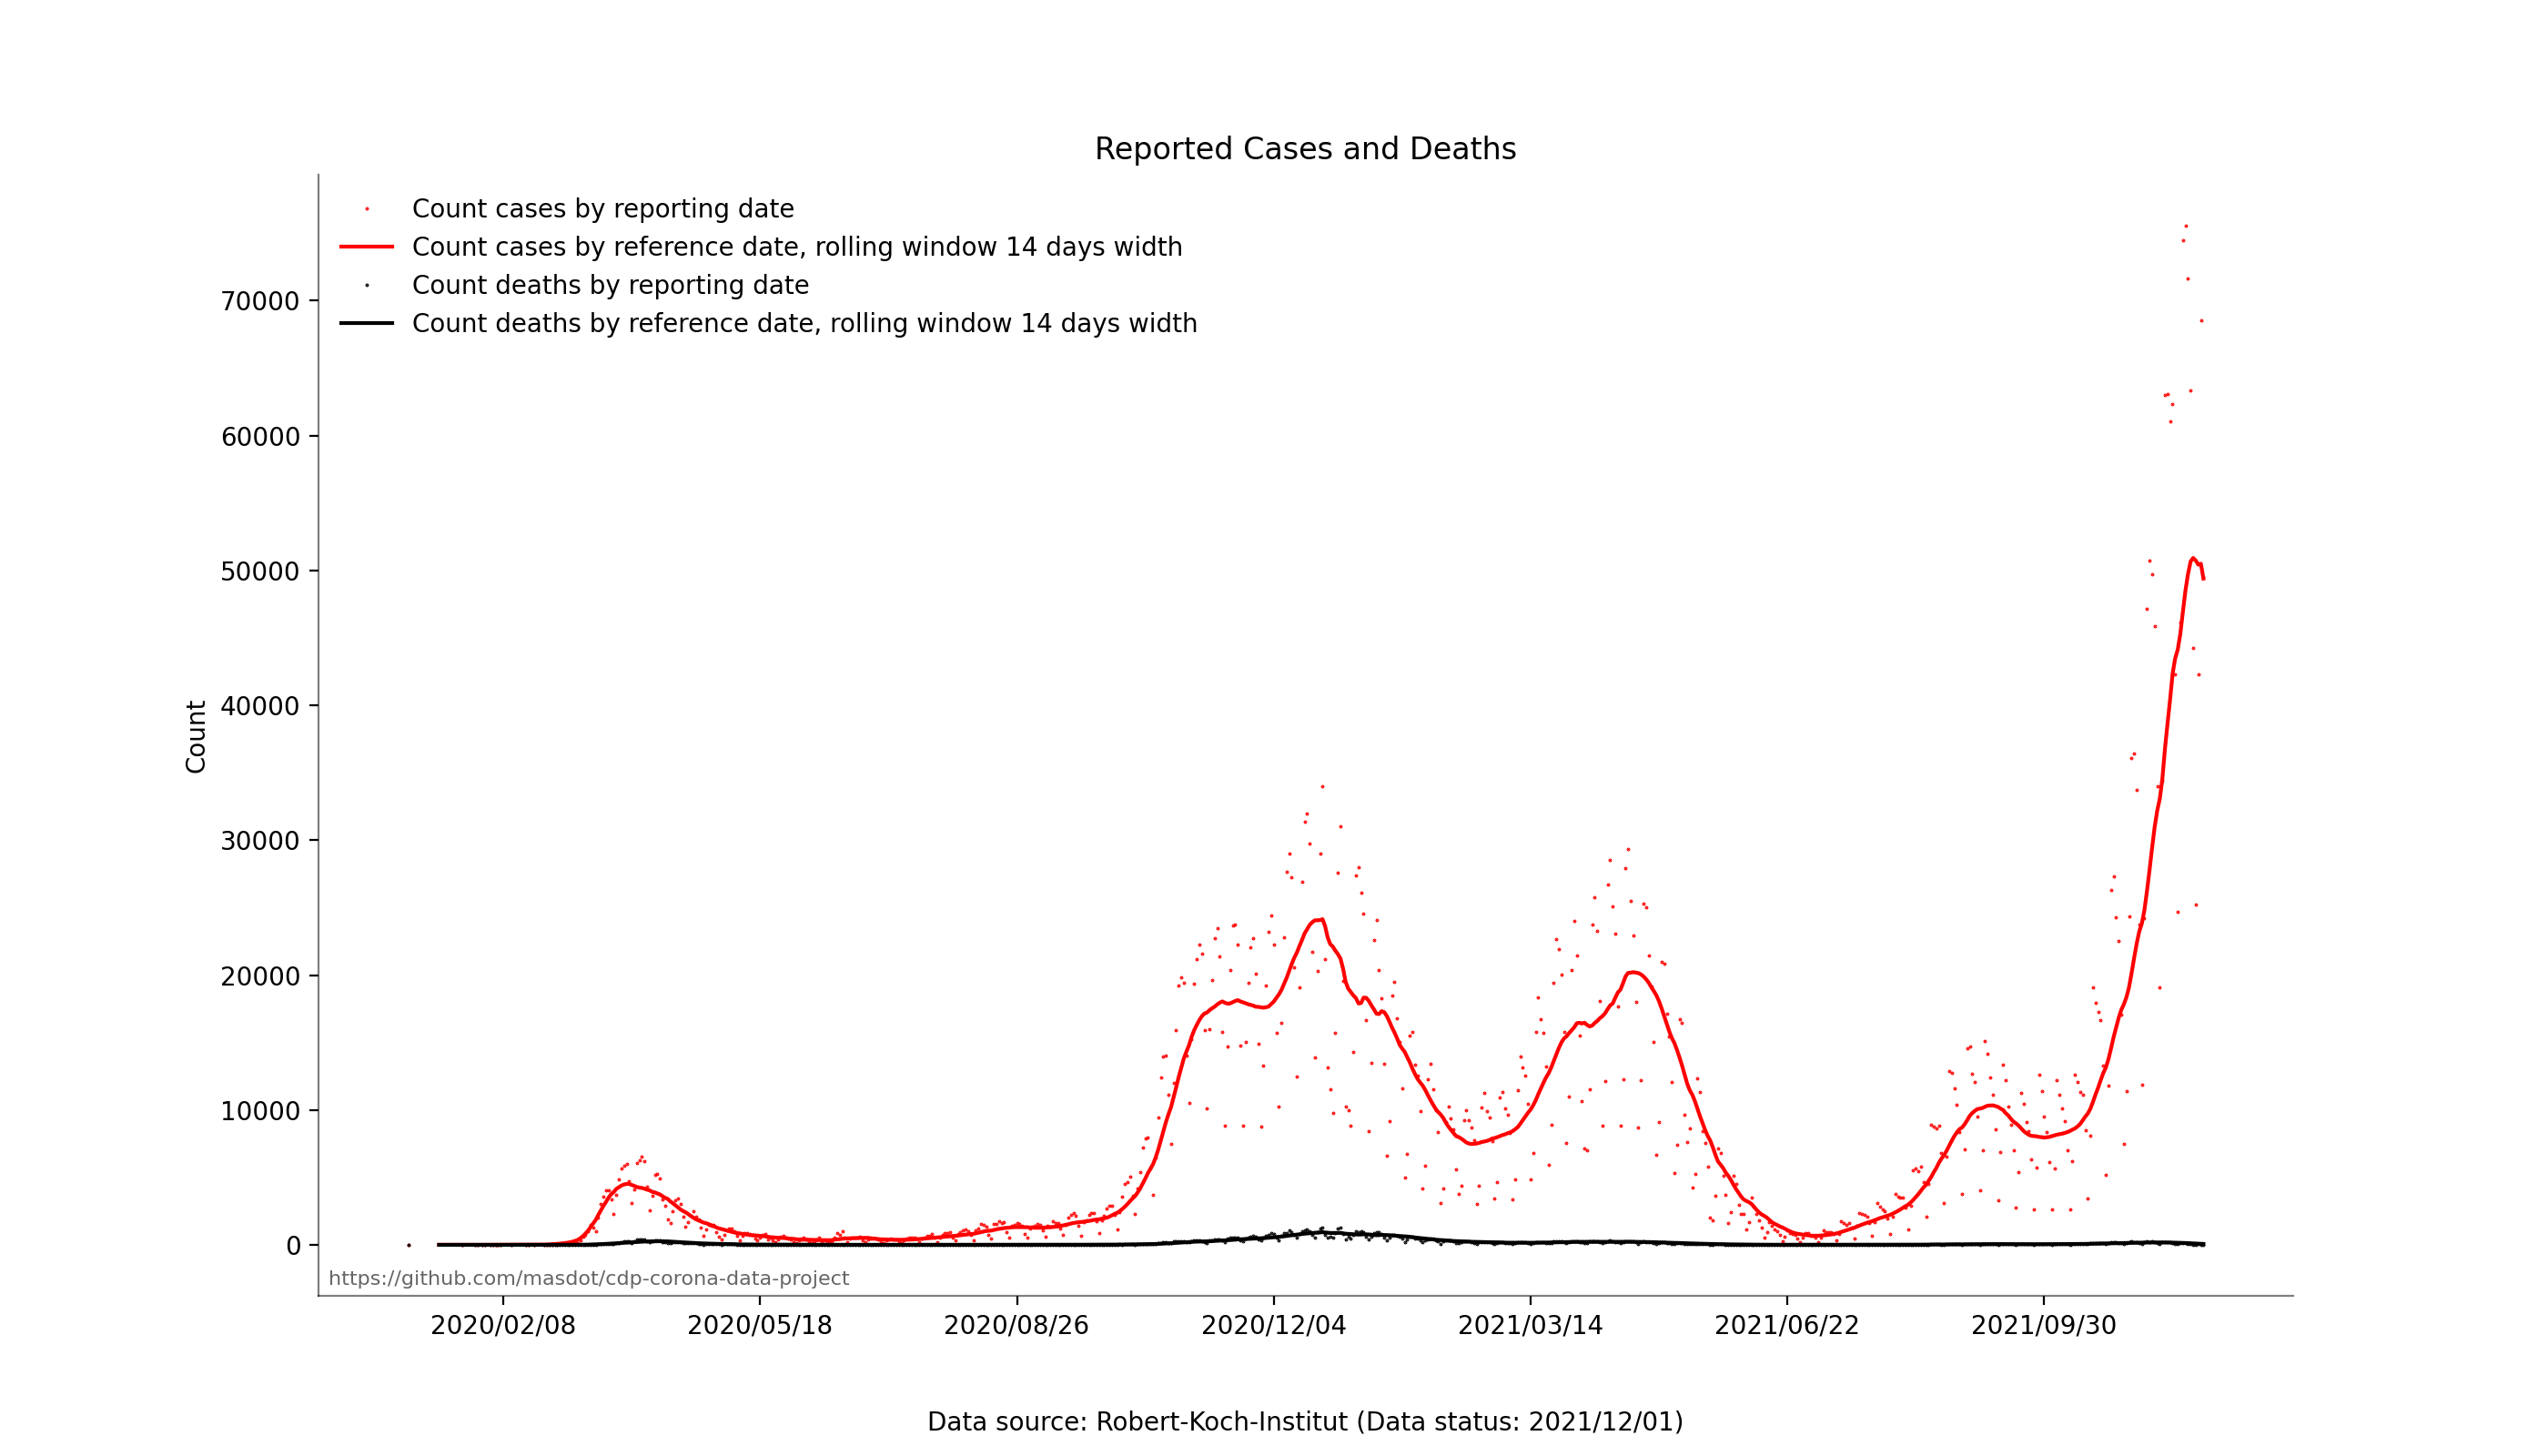 Reported Cases and Deaths
Count cases by reporting date
Count cases by reference date, rolling window 14 days width
Count deaths by reporting date
Count deaths by reference date, rolling window 14 days width
70000
60000
50000
40000
30000
20000
10000
0
Count
https://github.com/masdot/cdp-corona-data-project
2020/02/08 2020/05/18 2020/08/26 2020/12/04 2021/03/14 2021/06/22 2021/09/30
Data source: Robert-Koch-Institut (Data status: 2021/12/01)